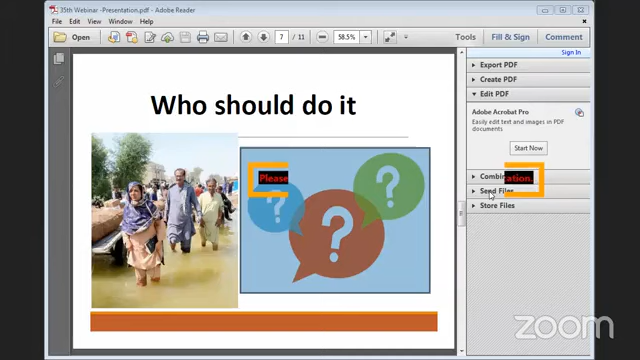 35th Webinar -Presentation.pdf - Adobe Reader
File Edit View Window Help
Open 7 / 11 58.5% Tools Fill & Sign Comment
Sign In
Export PDF
Create PDF
Edit PDF
Adobe Acrobat Pro
Easily edit text and images in PDF
documents
Start Now
Combin
Send Files
Store Files
Who should do it
Please
ation.
? ? ?
zoom